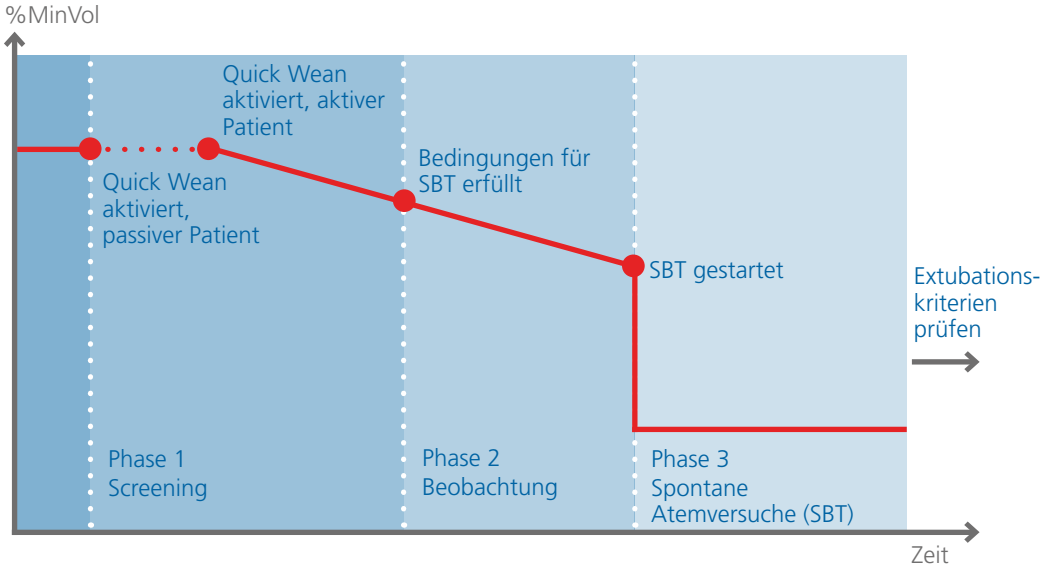 %MinVol
Quick Wean
aktiviert, aktiver
Patient
Quick Wean
aktiviert,
passiver Patient
Bedingungen für
SBT erfüllt
SBT gestartet
Extubations-
kriterien
prüfen
Phase 1
Screening
Phase 2
Beobachtung
Phase 3
Spontane
Atemversuche (SBT)
Zeit